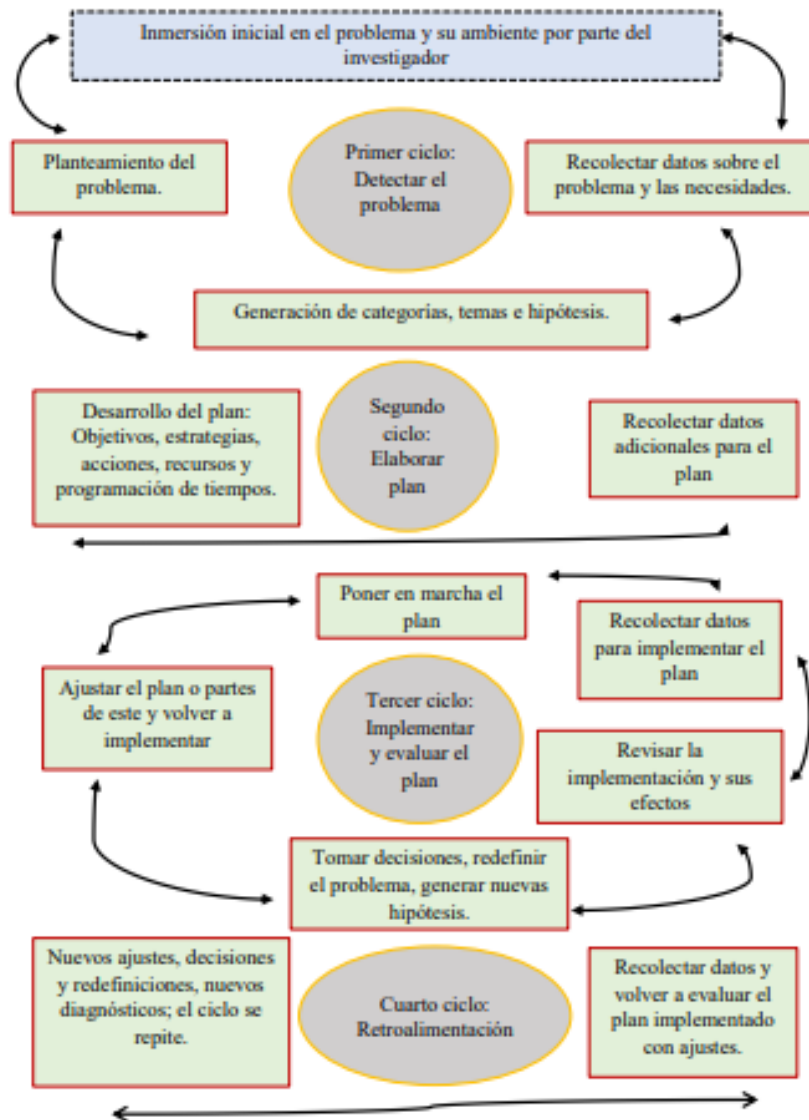 Inmersión inicial en el problema y su ambiente por parte del
investigador
Planteamiento del
problema.
Primer ciclo:
Detectar el
problema
Recolectar datos sobre el
problema y las necesidades.
Generación de categorías, temas e hipótesis.
Desarrollo del plan:
Objetivos, estrategias,
acciones, recursos y
programación de tiempos.
Segundo
ciclo:
Elaborar
plan
Recolectar datos
adicionales para el
plan
Poner en marcha el
plan
Recolectar datos
para implementar el
plan
Ajustar el plan o partes
de este y volver a
implementar
Tercer ciclo:
Implementar
y evaluar el
plan
Revisar la
implementación y sus
efectos
Tomar decisiones, redefinir
el problema, generar nuevas
hipótesis.
Nuevos ajustes, decisiones
y redefiniciones, nuevos
diagnósticos; el ciclo se
repite.
Cuarto ciclo:
Retroalimentación
Recolectar datos y
volver a evaluar el
plan implementado
con ajustes.